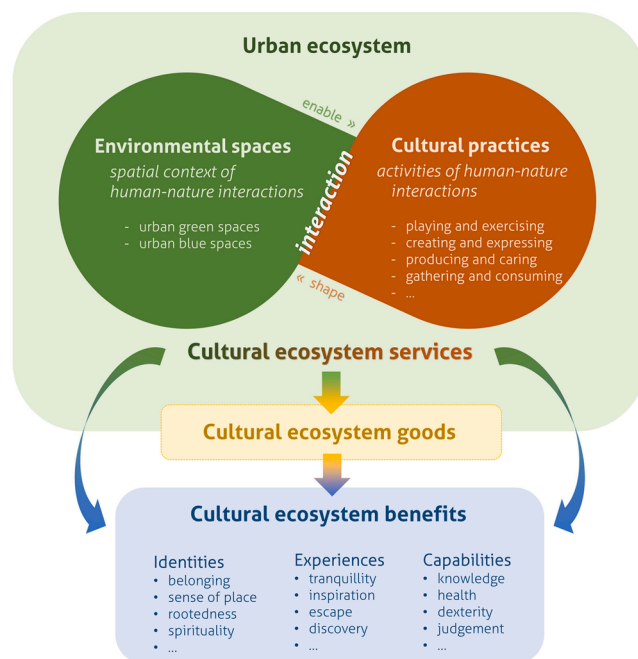 Urban ecosystem
enable »
Environmental spaces
spatial context of
human-nature interactions
- urban green spaces
- urban blue spaces
interaction
Cultural practices
activities of human-nature
interactions
- playing and exercising
- creating and expressing
- producing and caring
- gathering and consuming
- ...
« shape
Cultural ecosystem services
Cultural ecosystem goods
Cultural ecosystem benefits
Identities
• belonging
• sense of place
• rootedness
• spirituality
• ...
Experiences
• tranquillity
• inspiration
• escape
• discovery
• ...
Capabilities
• knowledge
• health
• dexterity
• judgement
• ...